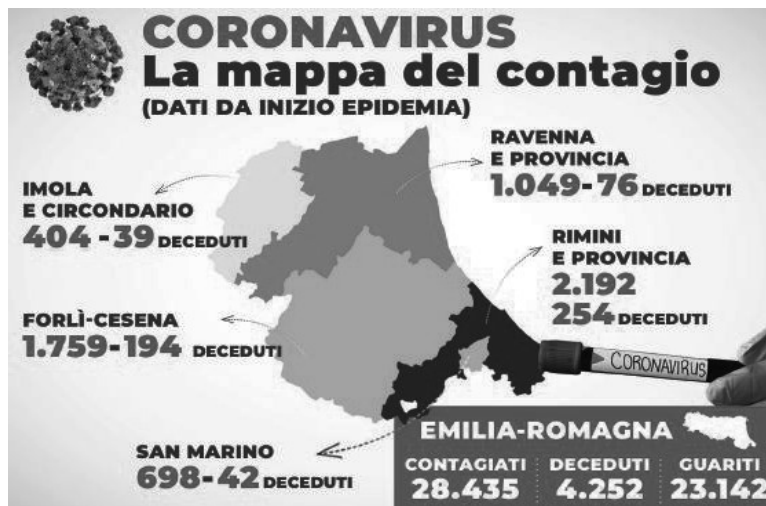 CORONAVIRUS
La mappa del contagio
(DATI DA INIZIO EPIDEMIA)
RAVENNA
E PROVINCIA
1.049-76 DECEDUTI
IMOLA
E CIRCONDARIO
404-39 DECEDUTI
RIMINI
E PROVINCIA
2.192
254 DECEDUTI
FORLÌ-CESENA
1.759-194 DECEDUTI
CORONAVIRUS
SAN MARINO
698-42 DECEDUTI
EMILIA-ROMAGNA
CONTAGIATI DECEDUTI GUARITI
28.435 4.252 23.142